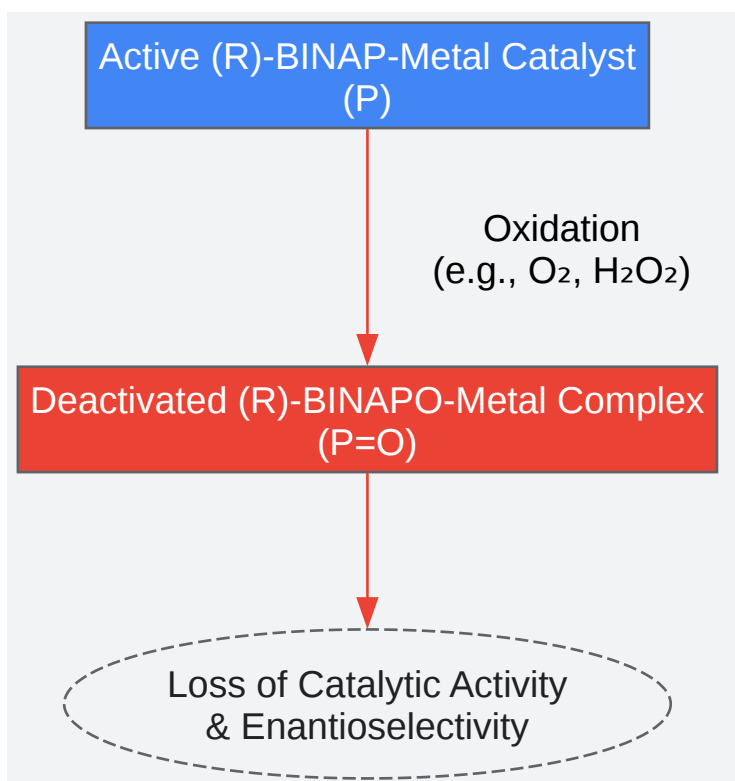 Active (R)-BINAP-Metal Catalyst
(P)
Oxidation
(e.g., O₂, H₂O₂)
Deactivated (R)-BINAPO-Metal Complex
(P=O)
Loss of Catalytic Activity
& Enantioselectivity